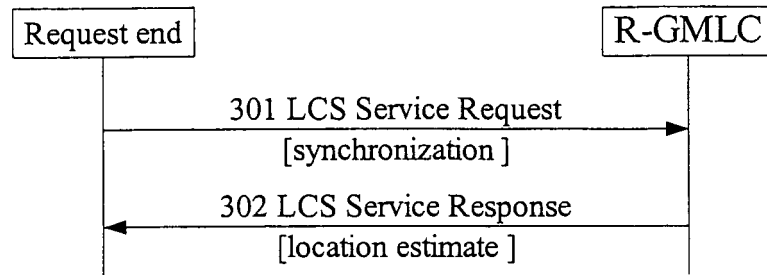 Request end
R-GMLC
301 LCS Service Request
[synchronization ]
302 LCS Service Response
[location estimate ]